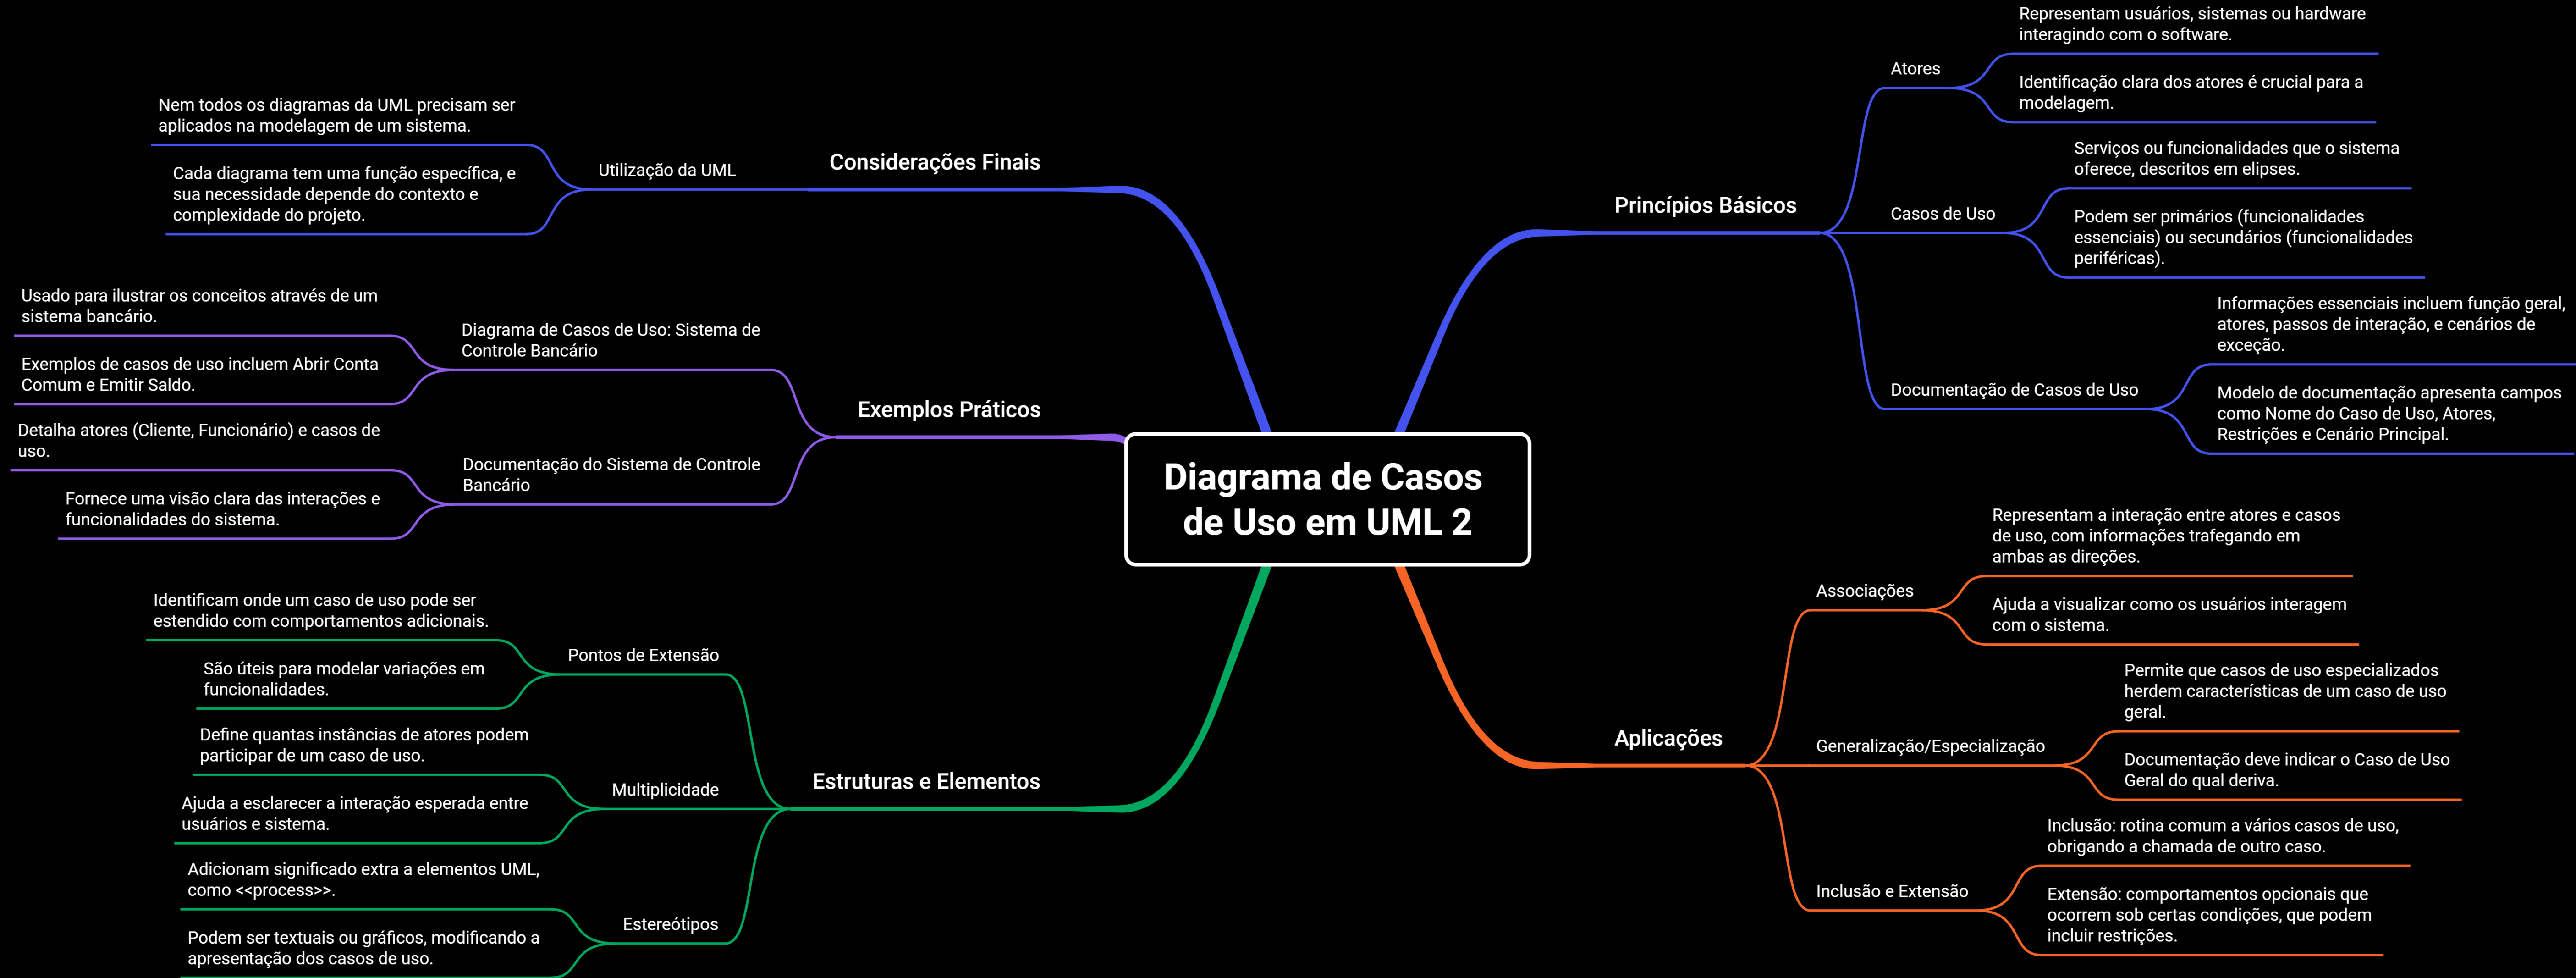 Diagrama de Casos
de Uso em UML 2
Princípios Básicos
Atores
Representam usuários, sistemas ou hardware
interagindo com o software.
Identificação clara dos atores é crucial para a
modelagem.
Casos de Uso
Serviços ou funcionalidades que o sistema
oferece, descritos em elipses.
Podem ser primários (funcionalidades
essenciais) ou secundários (funcionalidades
periféricas).
Documentação de Casos de Uso
Informações essenciais incluem função geral,
atores, passos de interação, e cenários de
exceção.
Modelo de documentação apresenta campos
como Nome do Caso de Uso, Atores,
Restrições e Cenário Principal.
Aplicações
Associações
Representam a interação entre atores e casos
de uso, com informações trafegando em
ambas as direções.
Ajuda a visualizar como os usuários interagem
com o sistema.
Generalização/Especialização
Permite que casos de uso especializados
herdem características de um caso de uso
geral.
Documentação deve indicar o Caso de Uso
Geral do qual deriva.
Inclusão e Extensão
Inclusão: rotina comum a vários casos de uso,
obrigando a chamada de outro caso.
Extensão: comportamentos opcionais que
ocorrem sob certas condições, que podem
incluir restrições.
Considerações Finais
Utilização da UML
Nem todos os diagramas da UML precisam ser
aplicados na modelagem de um sistema.
Cada diagrama tem uma função específica, e
sua necessidade depende do contexto e
complexidade do projeto.
Exemplos Práticos
Diagrama de Casos de Uso: Sistema de
Controle Bancário
Usado para ilustrar os conceitos através de um
sistema bancário.
Exemplos de casos de uso incluem Abrir Conta
Comum e Emitir Saldo.
Documentação do Sistema de Controle
Bancário
Detalha atores (Cliente, Funcionário) e casos de
uso.
Fornece uma visão clara das interações e
funcionalidades do sistema.
Estruturas e Elementos
Pontos de Extensão
Identificam onde um caso de uso pode ser
estendido com comportamentos adicionais.
São úteis para modelar variações em
funcionalidades.
Multiplicidade
Define quantas instâncias de atores podem
participar de um caso de uso.
Ajuda a esclarecer a interação esperada entre
usuários e sistema.
Estereótipos
Adicionam significado extra a elementos UML,
como <<process>>.
Podem ser textuais ou gráficos, modificando a
apresentação dos casos de uso.